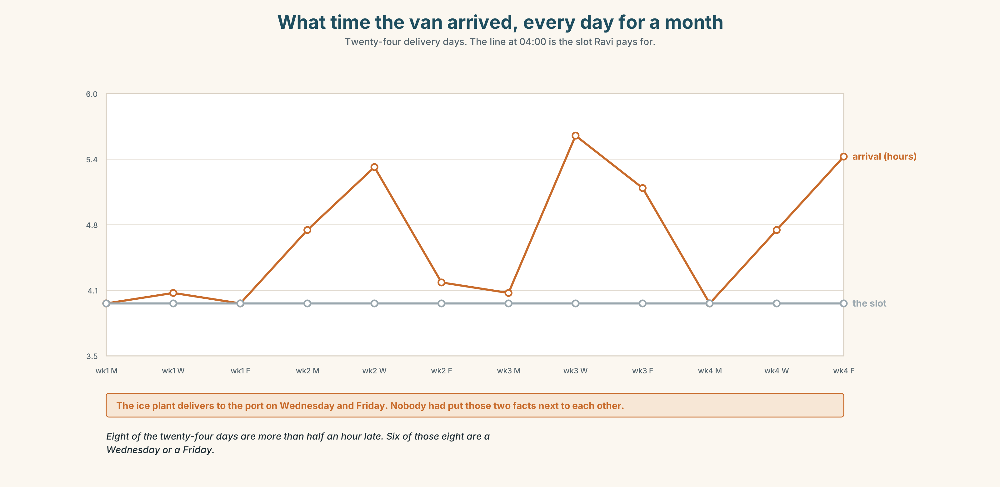 What time the van arrived, every day for a month
Twenty-four delivery days. The line at 04:00 is the slot Ravi pays for.
6.0
5.4
4.8
4.1
3.5
arrival (hours)
the slot
wk1 M
wk1 W
wk1 F
wk2 M
wk2 W
wk2 F
wk3 M
wk3 W
wk3 F
wk4 M
wk4 W
wk4 F
The ice plant delivers to the port on Wednesday and Friday. Nobody had put those two facts next to each other.
Eight of the twenty-four days are more than half an hour late. Six of those eight are a
Wednesday or a Friday.